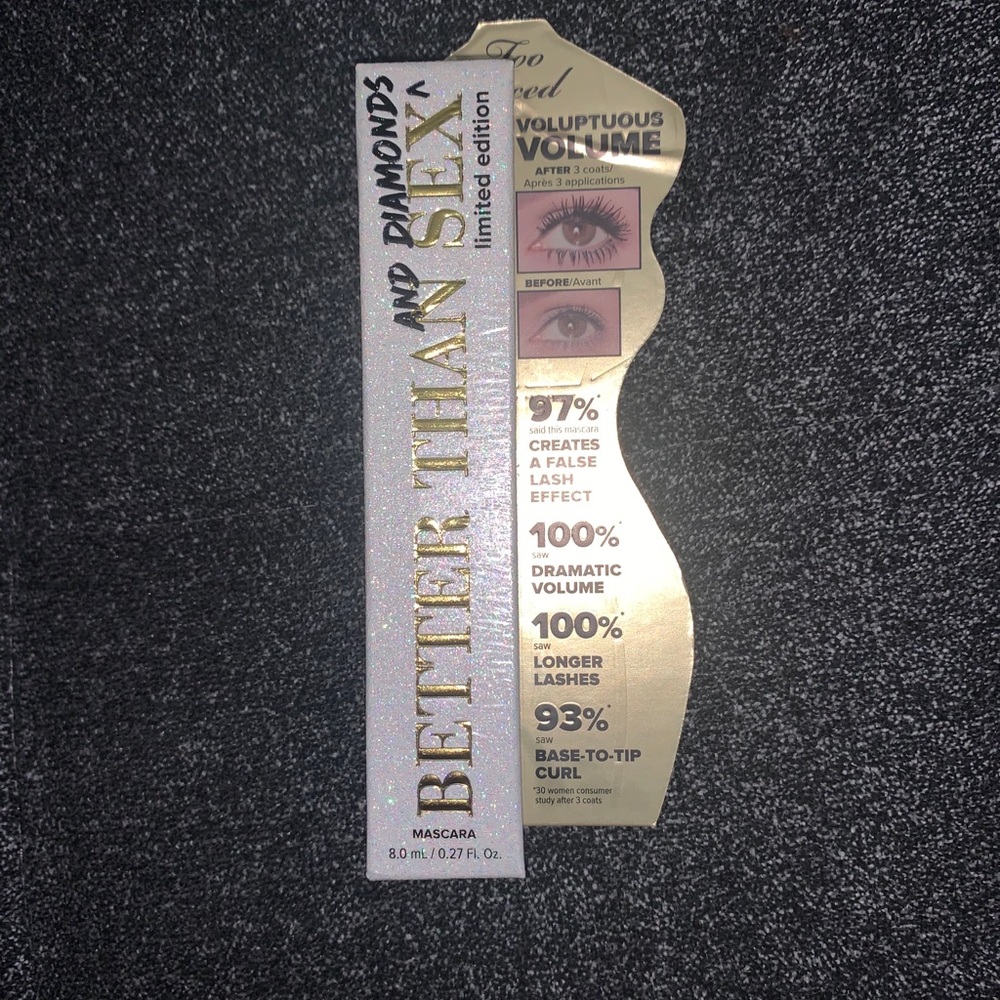 BETTER THAN SEX ^
AND DIAMONDS
limited edition
MASCARA
8.0 mL / 0.27 Fl. Oz.
Too
ced
VOLUPTUOUS
VOLUME
AFTER 3 coats/
Après 3 applications
BEFORE/Avant
97%*
said this mascara
CREATES
A FALSE
LASH
EFFECT
100%*
saw
DRAMATIC
VOLUME
100%*
saw
LONGER
LASHES
93%*
saw
BASE-TO-TIP
CURL
*30 women consumer
study after 3 coats